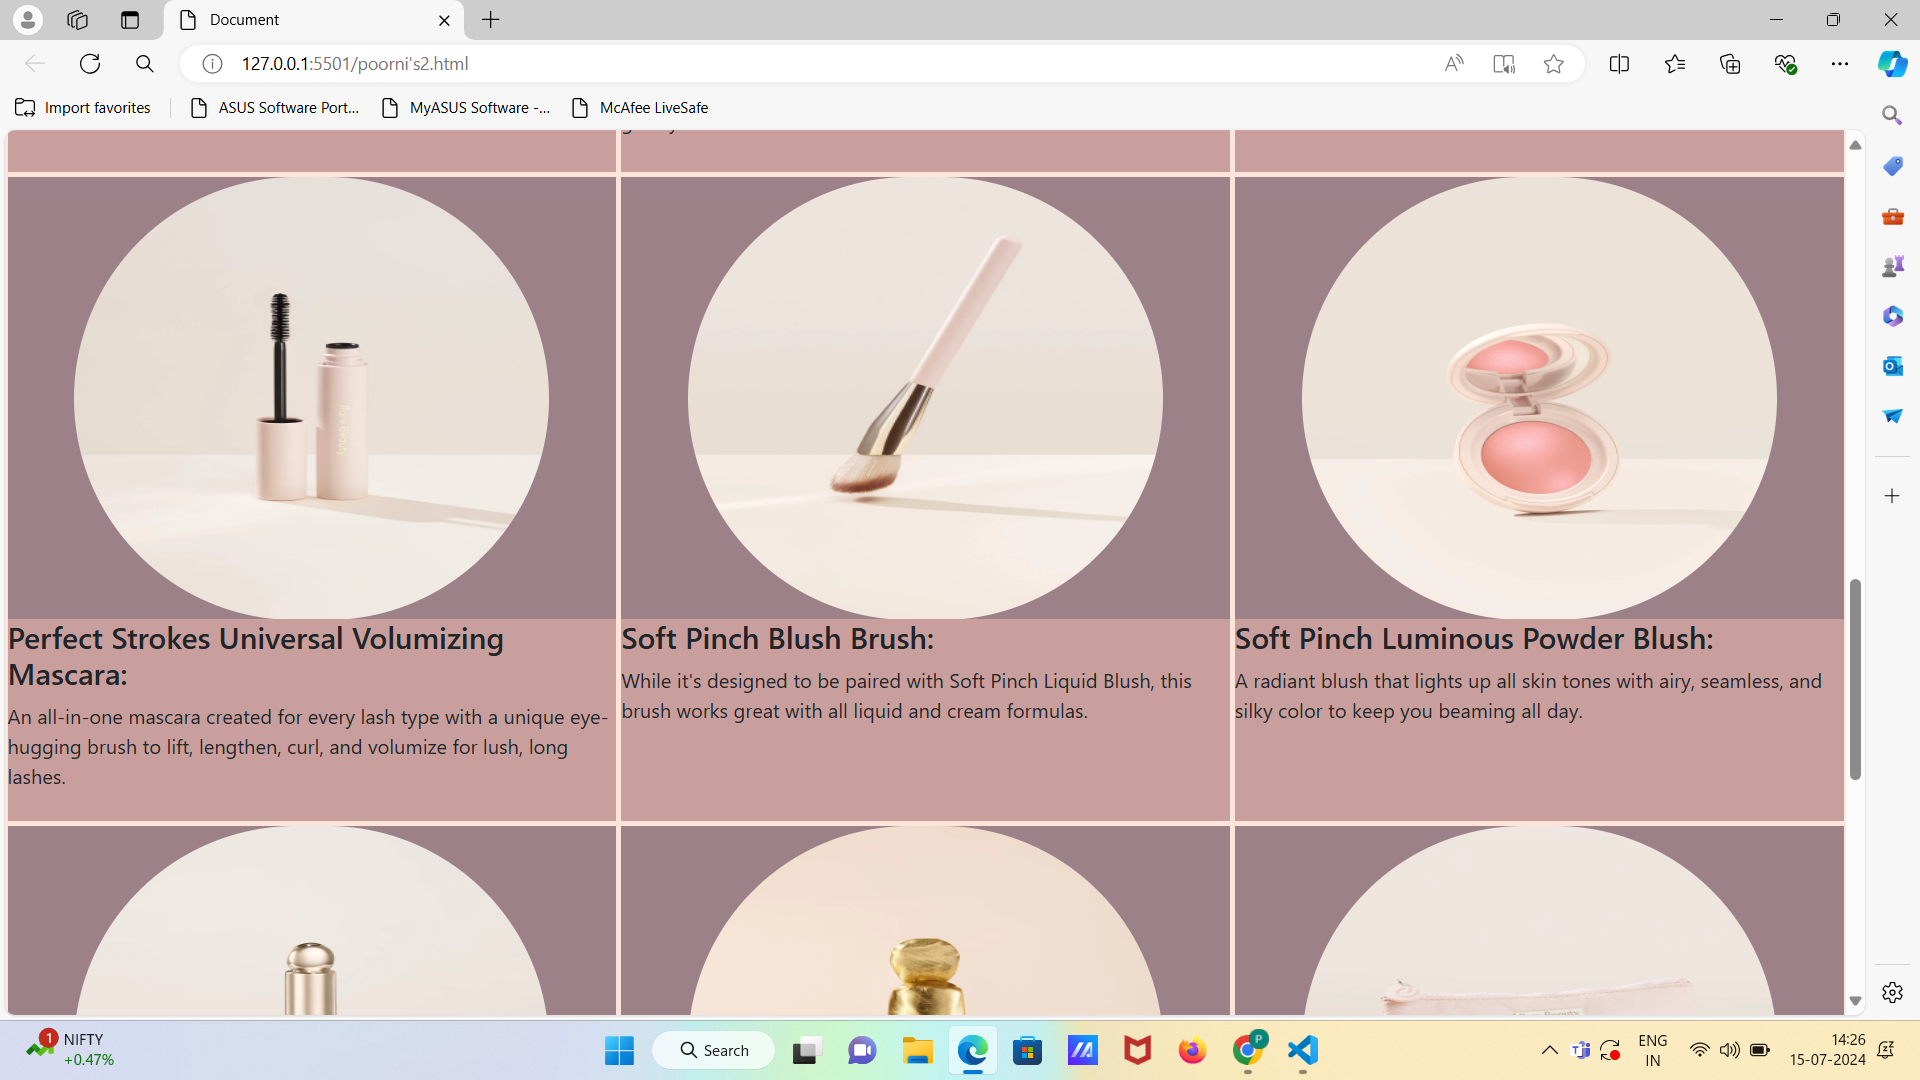 Document
127.0.0.1:5501/poorni's2.html
Import favorites
ASUS Software Port...
MyASUS Software -...
McAfee LiveSafe
Rare Beauty
Perfect Strokes Universal Volumizing
Mascara:
An all-in-one mascara created for every lash type with a unique eye-
hugging brush to lift, lengthen, curl, and volumize for lush, long
lashes.
Soft Pinch Blush Brush:
While it's designed to be paired with Soft Pinch Liquid Blush, this
brush works great with all liquid and cream formulas.
Soft Pinch Luminous Powder Blush:
A radiant blush that lights up all skin tones with airy, seamless, and
silky color to keep you beaming all day.
1
NIFTY
+0.47%
Search
P
ENG
IN
14:26
15-07-2024